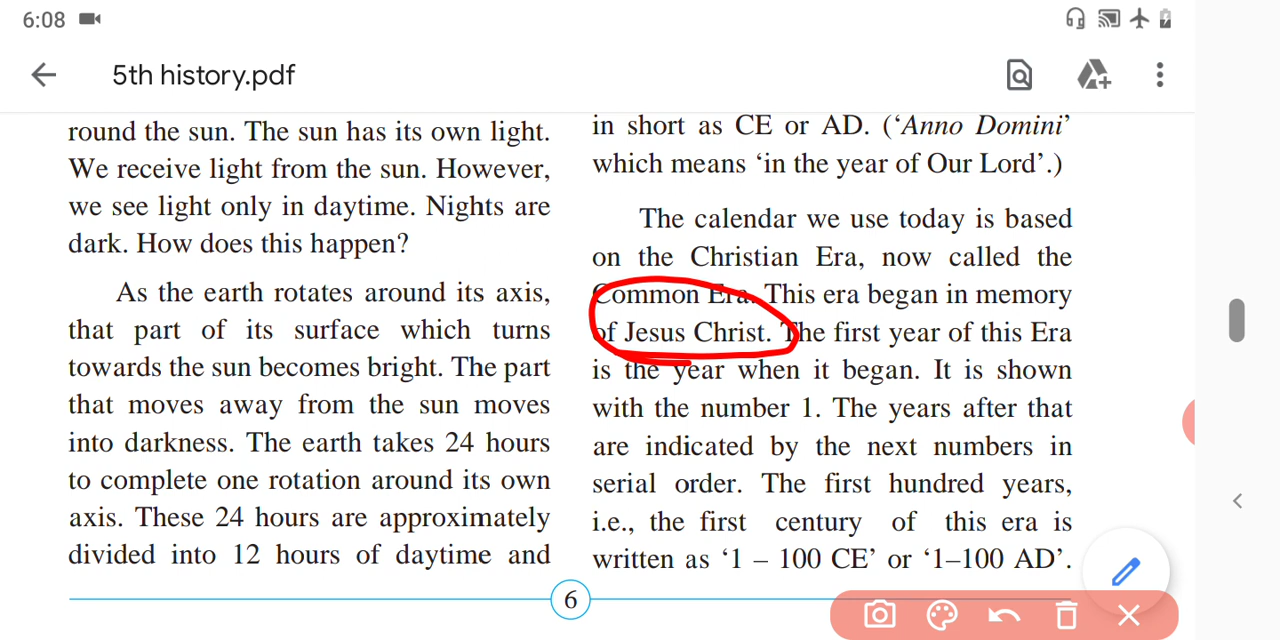 6:08
5th history.pdf
round the sun. The sun has its own light.
We receive light from the sun. However,
we see light only in daytime. Nights are
dark. How does this happen?
As the earth rotates around its axis,
that part of its surface which turns
towards the sun becomes bright. The part
that moves away from the sun moves
into darkness. The earth takes 24 hours
to complete one rotation around its own
axis. These 24 hours are approximately
divided into 12 hours of daytime and
in short as CE or AD. (‘Anno Domini’
which means ‘in the year of Our Lord’.)
The calendar we use today is based
on the Christian Era, now called the
Common Era. This era began in memory
of Jesus Christ. The first year of this Era
is the year when it began. It is shown
with the number 1. The years after that
are indicated by the next numbers in
serial order. The first hundred years,
i.e., the first century of this era is
written as ‘1 – 100 CE’ or ‘1–100 AD’.
6